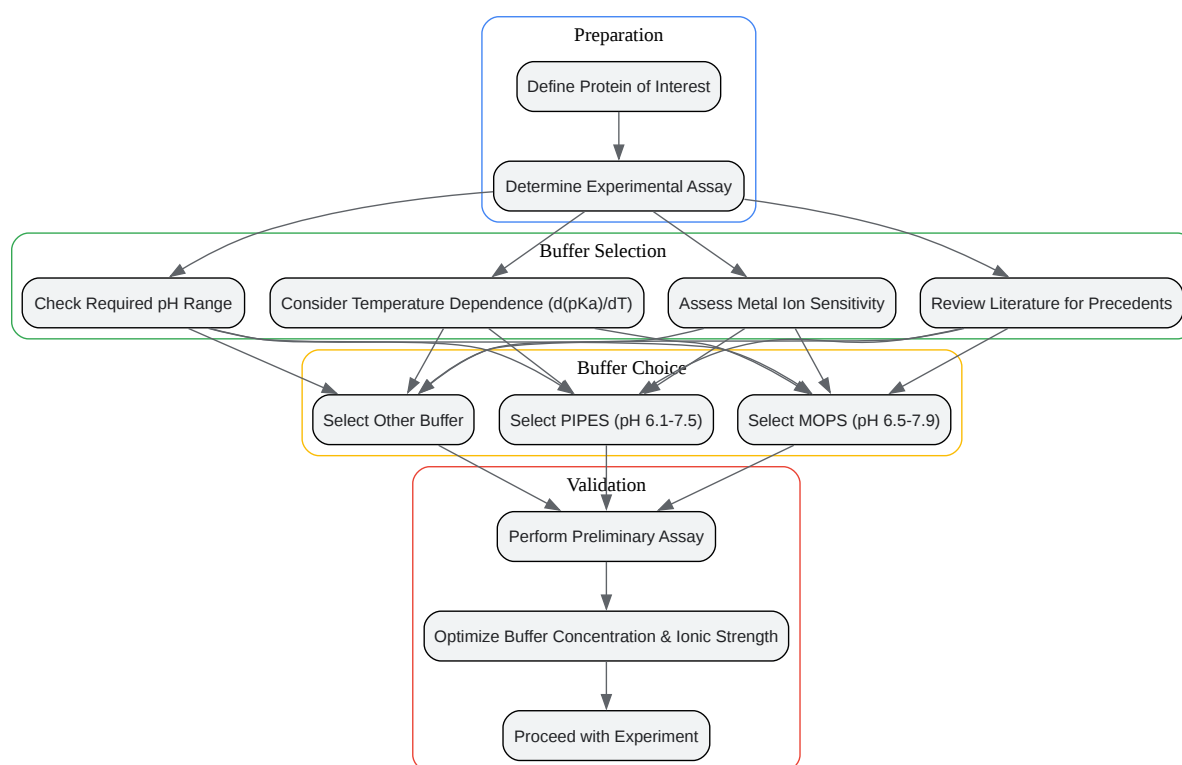 Preparation
Define Protein of Interest
Determine Experimental Assay
Buffer Selection
Check Required pH Range
Consider Temperature Dependence (d(pKa)/dT)
Assess Metal Ion Sensitivity
Review Literature for Precedents
Buffer Choice
Select Other Buffer
Select PIPES (pH 6.1-7.5)
Select MOPS (pH 6.5-7.9)
Validation
Perform Preliminary Assay
Optimize Buffer Concentration & Ionic Strength
Proceed with Experiment